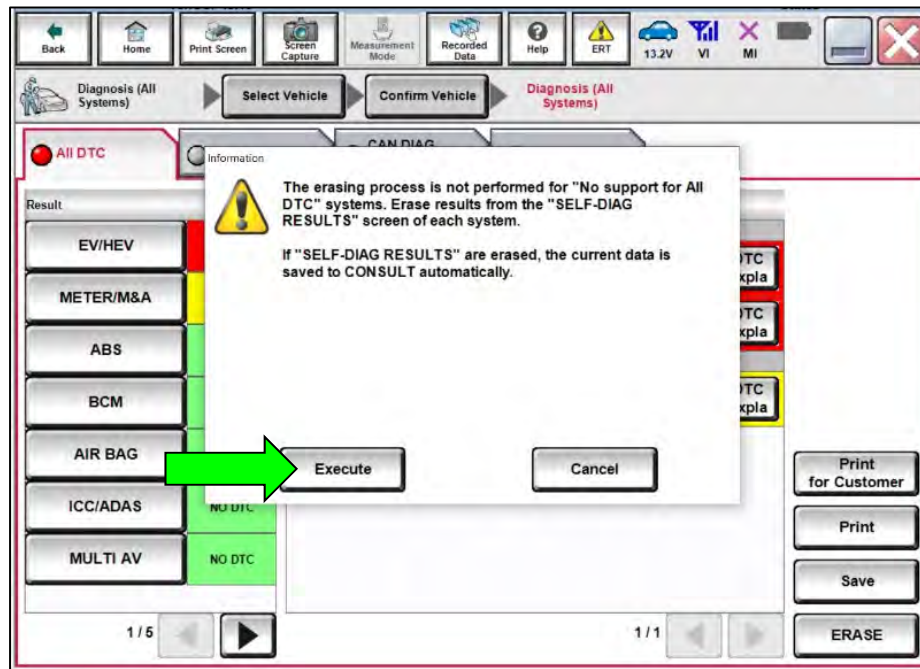 Back
Home
Print Screen
Screen
Capture
Measurement
Mode
Recorded
Data
Help
ERT
13.2V
VI
MI
Diagnosis (All
Systems)
Select Vehicle
Confirm Vehicle
Diagnosis (All
Systems)
All DTC
CAN DIAG
Information
The erasing process is not performed for "No support for All
DTC" systems. Erase results from the "SELF-DIAG
RESULTS" screen of each system.
If "SELF-DIAG RESULTS" are erased, the current data is
saved to CONSULT automatically.
Result
EV/HEV
METER/M&A
ABS
BCM
AIR BAG
ICC/ADAS
NO DTC
MULTI AV
NO DTC
Execute
Cancel
Print
for Customer
Print
Save
ERASE
1/5
1/1